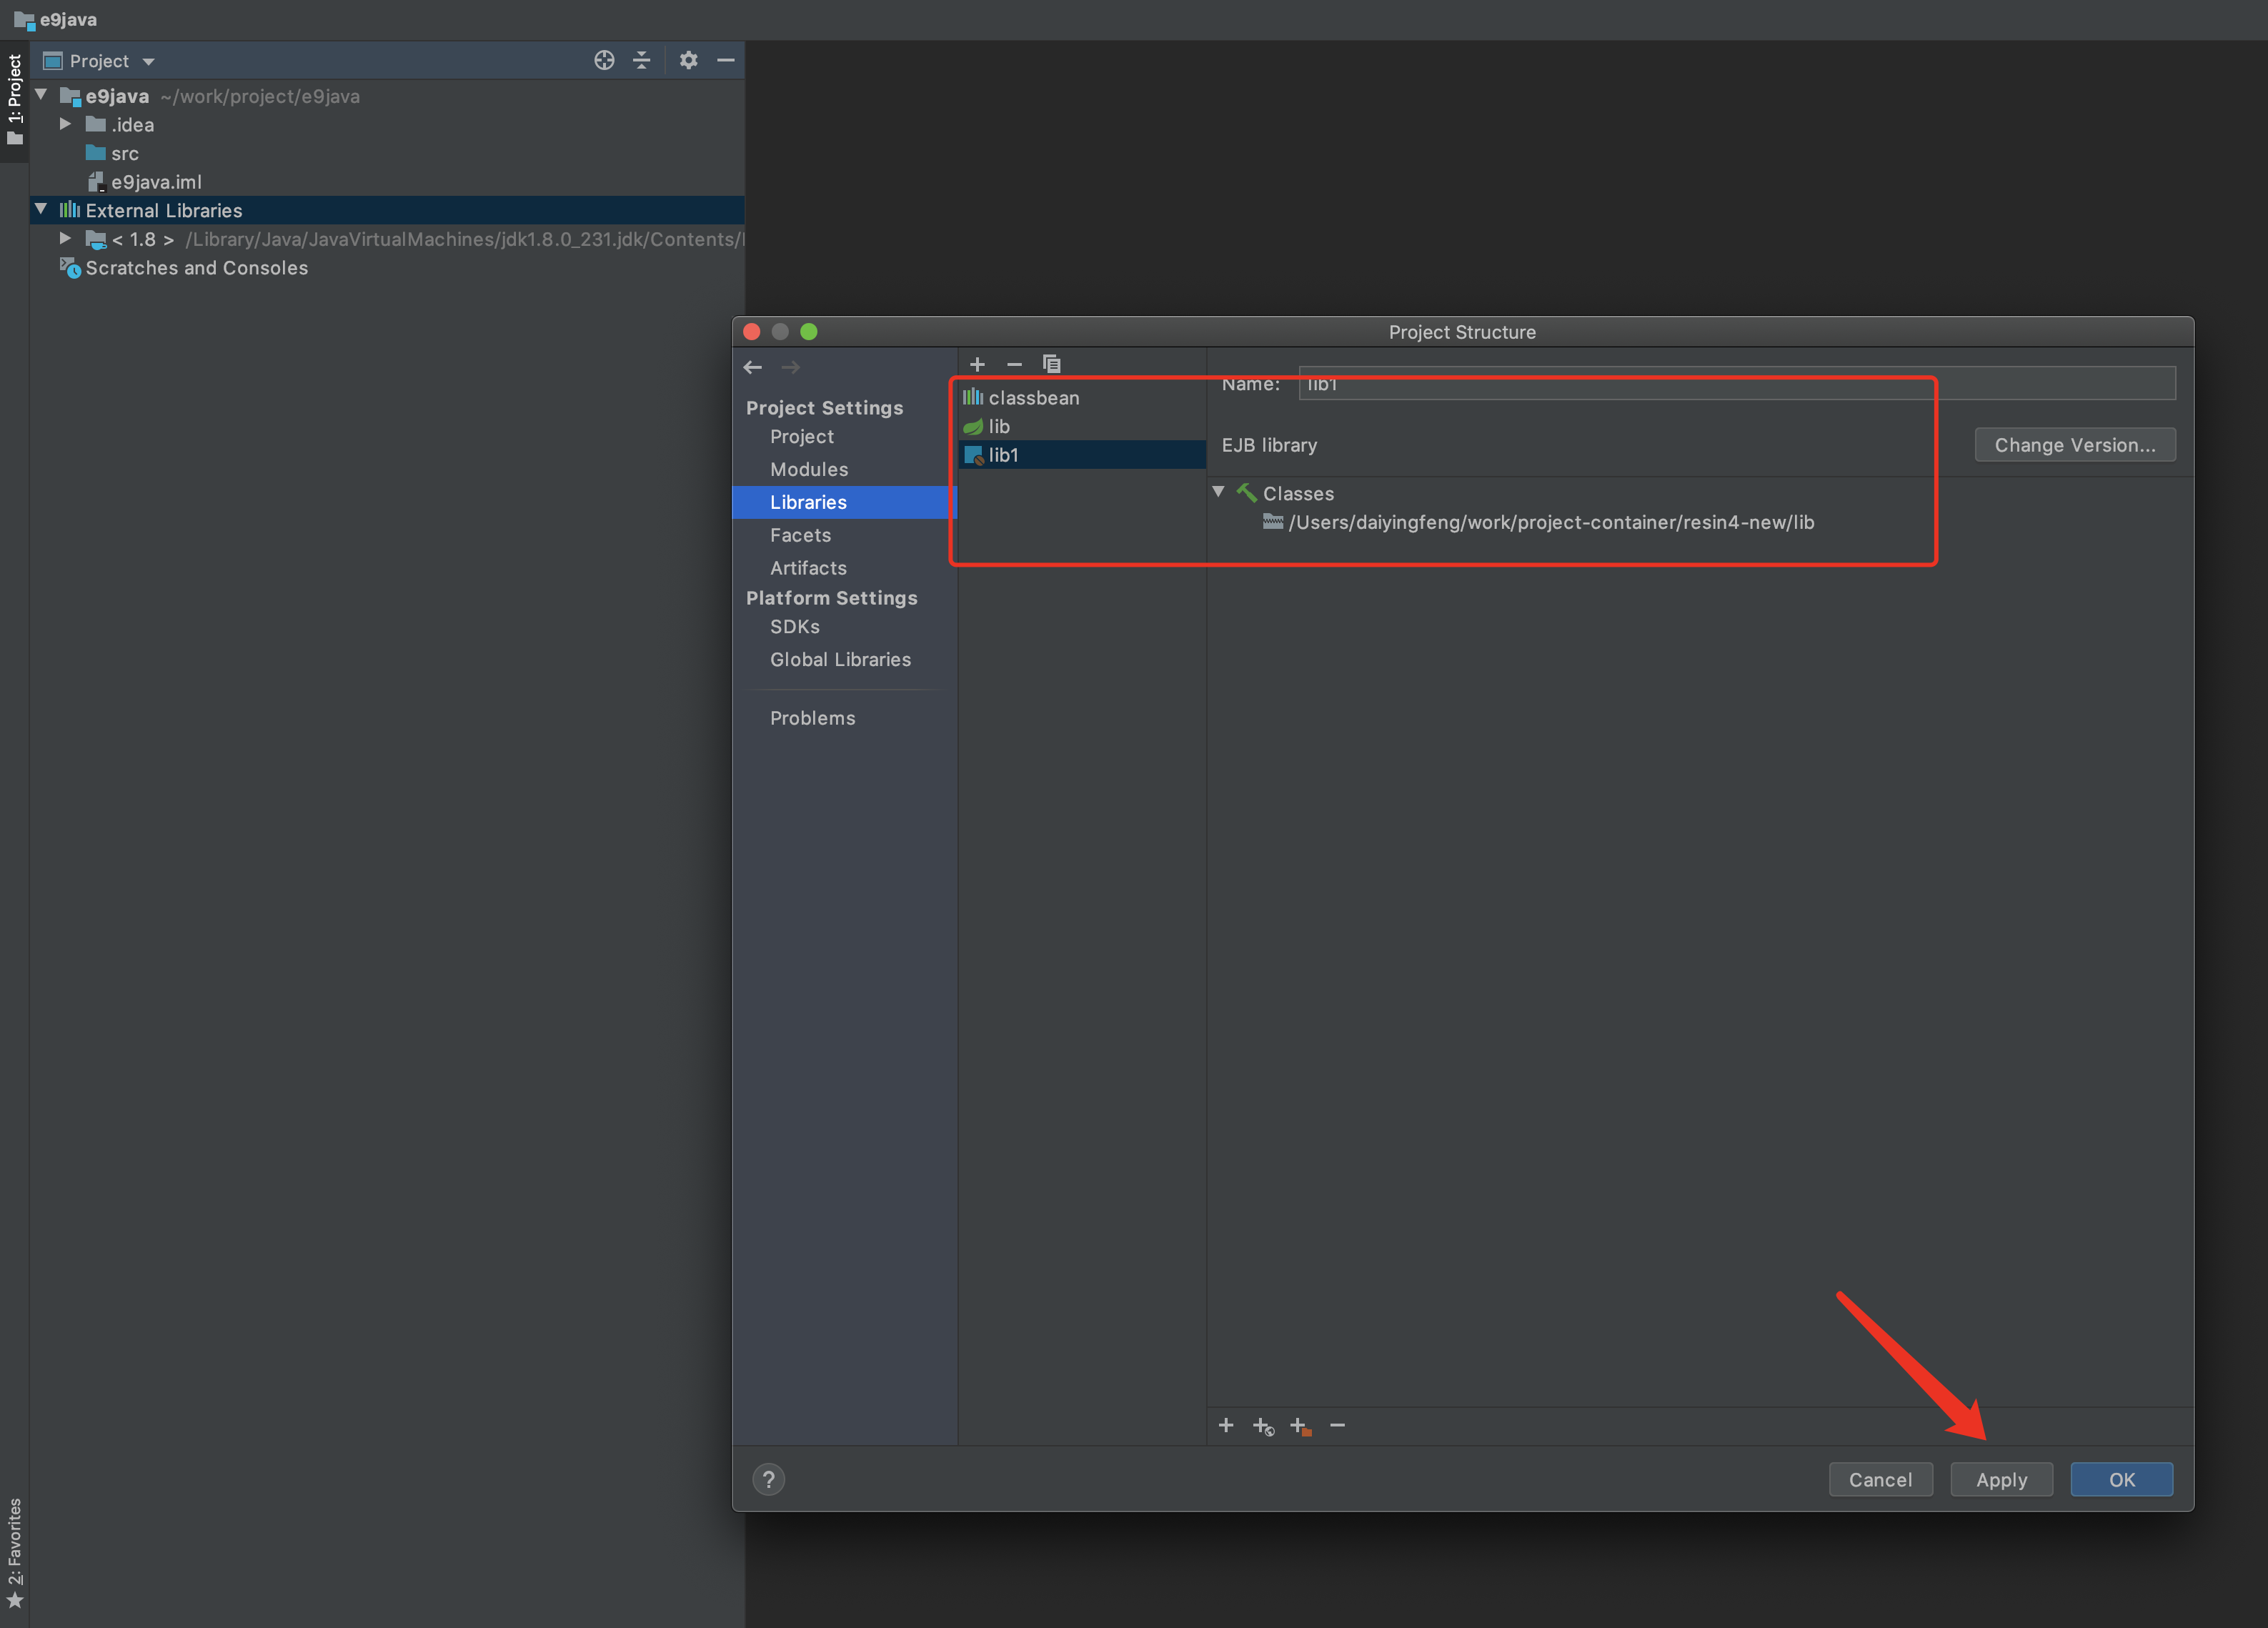 e9java
1: Project
Project
e9java ~/work/project/e9java
.idea
src
e9java.iml
External Libraries
< 1.8 > /Library/Java/JavaVirtualMachines/jdk1.8.0_231.jdk/Contents/
Scratches and Consoles
2: Favorites
Project Structure
Project Settings
Project
Modules
Libraries
Facets
Artifacts
Platform Settings
SDKs
Global Libraries
Problems
classbean
lib
lib1
Name: lib1
EJB library
Change Version...
Classes
/Users/daiyingfeng/work/project-container/resin4-new/lib
?
Cancel
Apply
OK